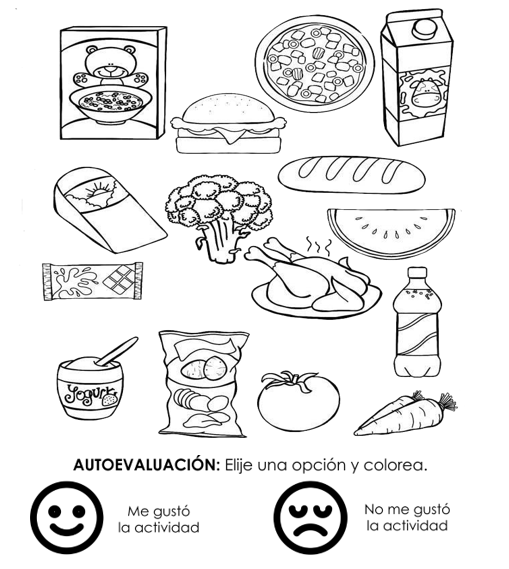 Yogurt
AUTOEVALUACIÓN: Elije una opción y colorea.
Me gustó
la actividad
No me gustó
la actividad